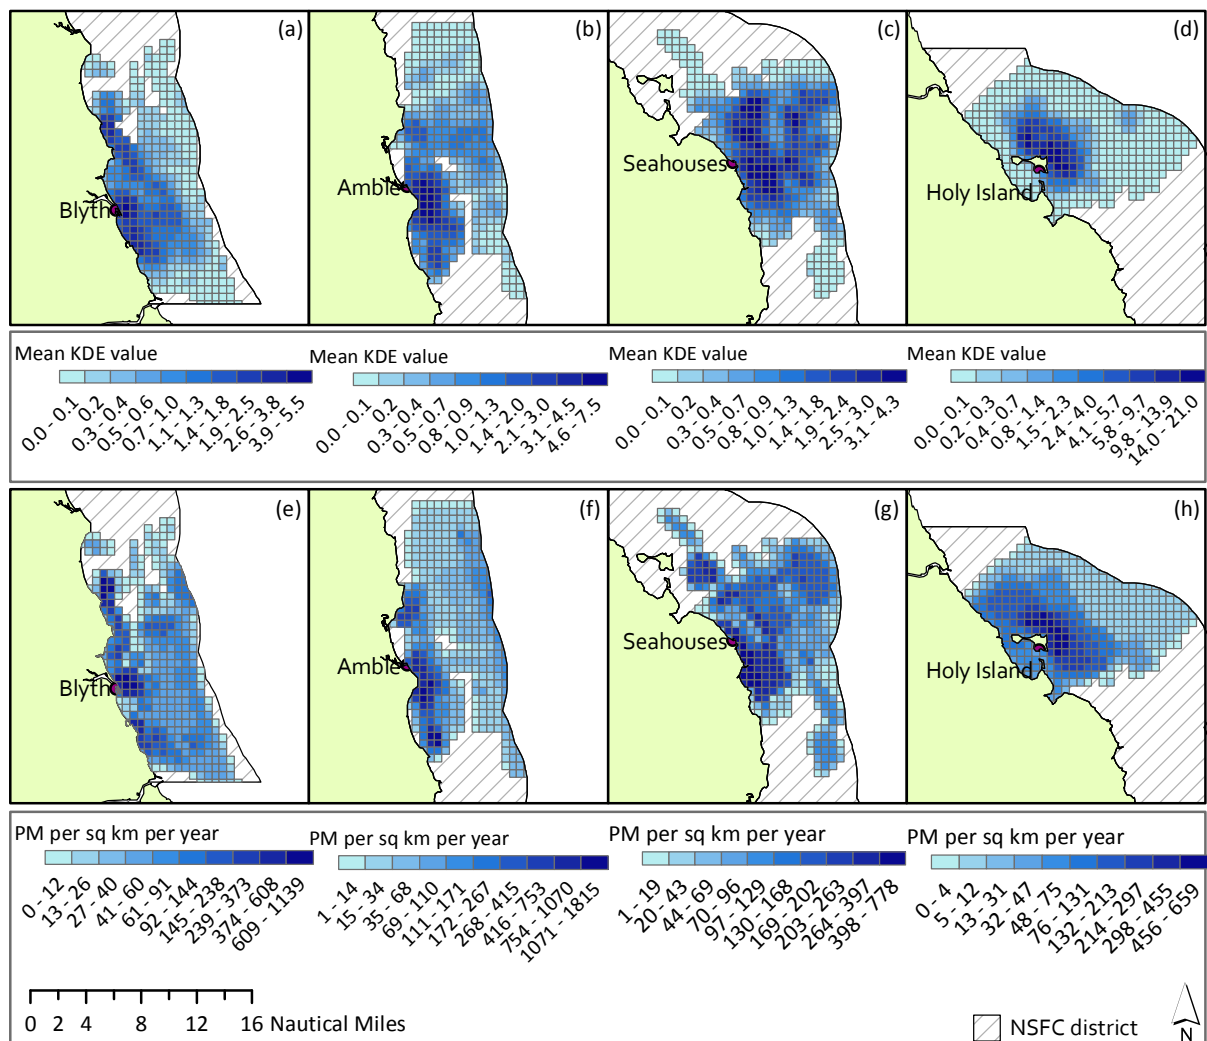 (a)
(b)
(c)
(d)
Blyth
Amble
Seahouses
Holy Island
Mean KDE value
0.0 - 0.1
0.2
0.3 - 0.4
0.5 - 0.6
0.7 - 1.0
1.1 - 1.3
1.4 - 1.8
1.9 - 2.5
2.6 - 3.8
3.9 - 5.5
Mean KDE value
0.0 - 0.1
0.2
0.3 - 0.4
0.5 - 0.7
0.8 - 0.9
1.0 - 1.3
1.4 - 2.0
2.1 - 3.0
3.1 - 4.5
4.6 - 7.5
Mean KDE value
0.0 - 0.1
0.2
0.3 - 0.4
0.5 - 0.7
0.8 - 0.9
1.0 - 1.3
1.4 - 1.8
1.9 - 2.4
2.5 - 3.0
3.1 - 4.3
Mean KDE value
0.0 - 0.1
0.2 - 0.3
0.4 - 0.7
0.8 - 1.4
1.5 - 2.3
2.4 - 4.0
4.1 - 5.7
5.8 - 9.7
9.8 - 13.9
14.0 - 21.0
(e)
(f)
(g)
(h)
Blyth
Amble
Seahouses
Holy Island
PM per sq km per year
0 - 12
13 - 26
27 - 40
41 - 60
61 - 91
92 - 144
145 - 238
239 - 373
374 - 608
609 - 1139
PM per sq km per year
1 - 14
15 - 34
35 - 68
69 - 110
111 - 171
172 - 267
268 - 415
416 - 753
754 - 1070
1071 - 1815
PM per sq km per year
1 - 19
20 - 43
44 - 69
70 - 96
97 - 129
130 - 168
169 - 202
203 - 263
264 - 397
398 - 778
PM per sq km per year
0 - 4
5 - 12
13 - 31
32 - 47
48 - 75
76 - 131
132 - 213
214 - 297
298 - 455
456 - 659
0 2 4 8 12 16 Nautical Miles
NSFC district
N